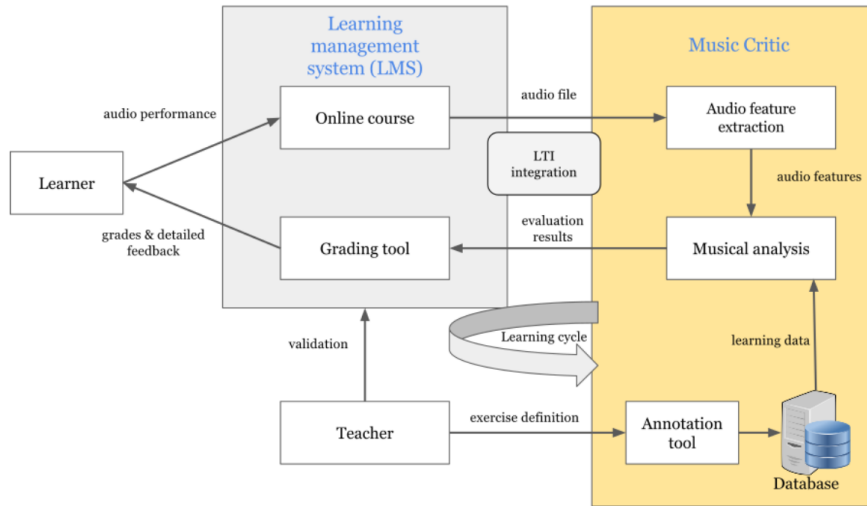 Learning
management
system (LMS)
Music Critic
audio performance
Online course
audio file
Audio feature
extraction
LTI
integration
Learner
audio features
grades & detailed
feedback
Grading tool
evaluation
results
Musical analysis
validation
Learning cycle
learning data
Teacher
exercise definition
Annotation
tool
Database